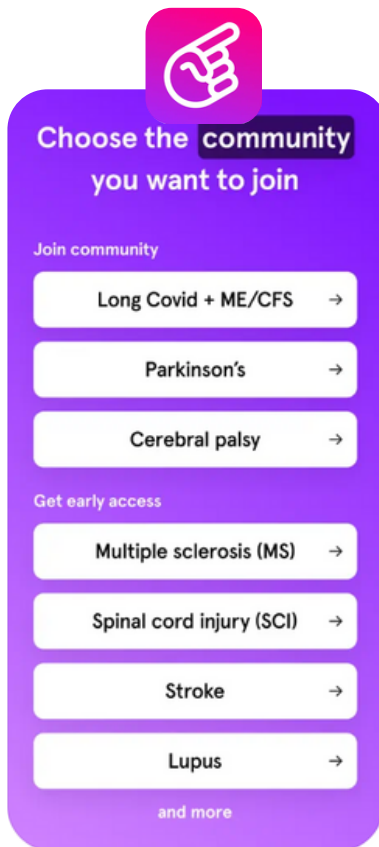 Choose the community
you want to join
Join community
Long Covid + ME/CFS →
Parkinson’s →
Cerebral palsy →
Get early access
Multiple sclerosis (MS) →
Spinal cord injury (SCI) →
Stroke →
Lupus →
and more